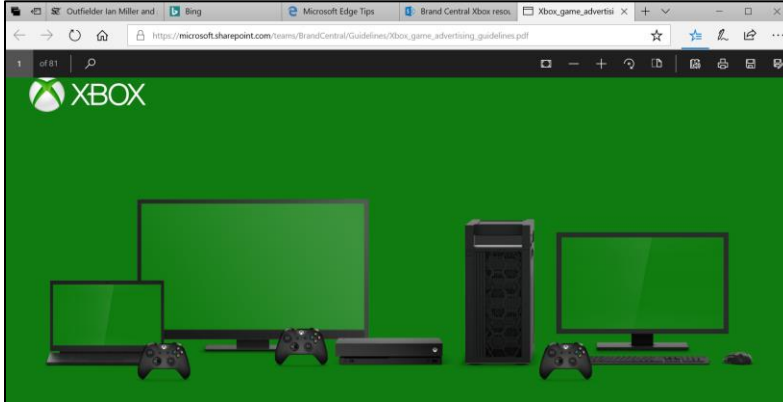 Outfielder Ian Miller and
Bing
Microsoft Edge Tips
Brand Central Xbox resou
Xbox_game_advertisi
https://microsoft.sharepoint.com/teams/BrandCentral/Guidelines/Xbox_game_advertising_guidelines.pdf
1 of 81
XBOX